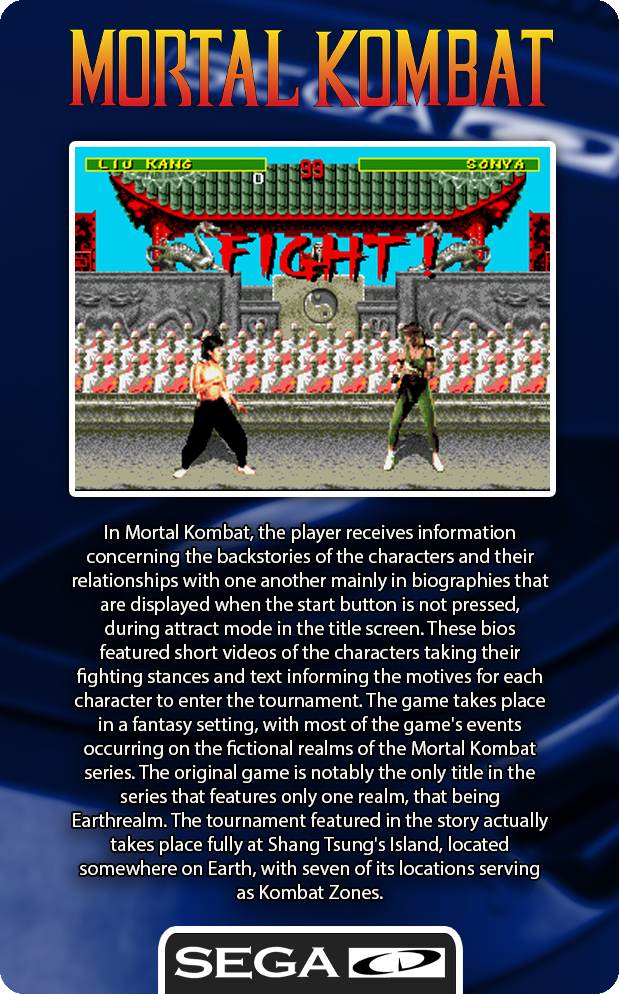 MORTAL KOMBAT
LIU KANG
99
SONYA
0
FIGHT!
In Mortal Kombat, the player receives information
concerning the backstories of the characters and their
relationships with one another mainly in biographies that
are displayed when the start button is not pressed,
during attract mode in the title screen. These bios
featured short videos of the characters taking their
fighting stances and text informing the motives for each
character to enter the tournament. The game takes place
in a fantasy setting, with most of the game's events
occurring on the fictional realms of the Mortal Kombat
series. The original game is notably the only title in the
series that features only one realm, that being
Earthrealm. The tournament featured in the story actually
takes place fully at Shang Tsung's Island, located
somewhere on Earth, with seven of its locations serving
as Kombat Zones.
SEGA CD